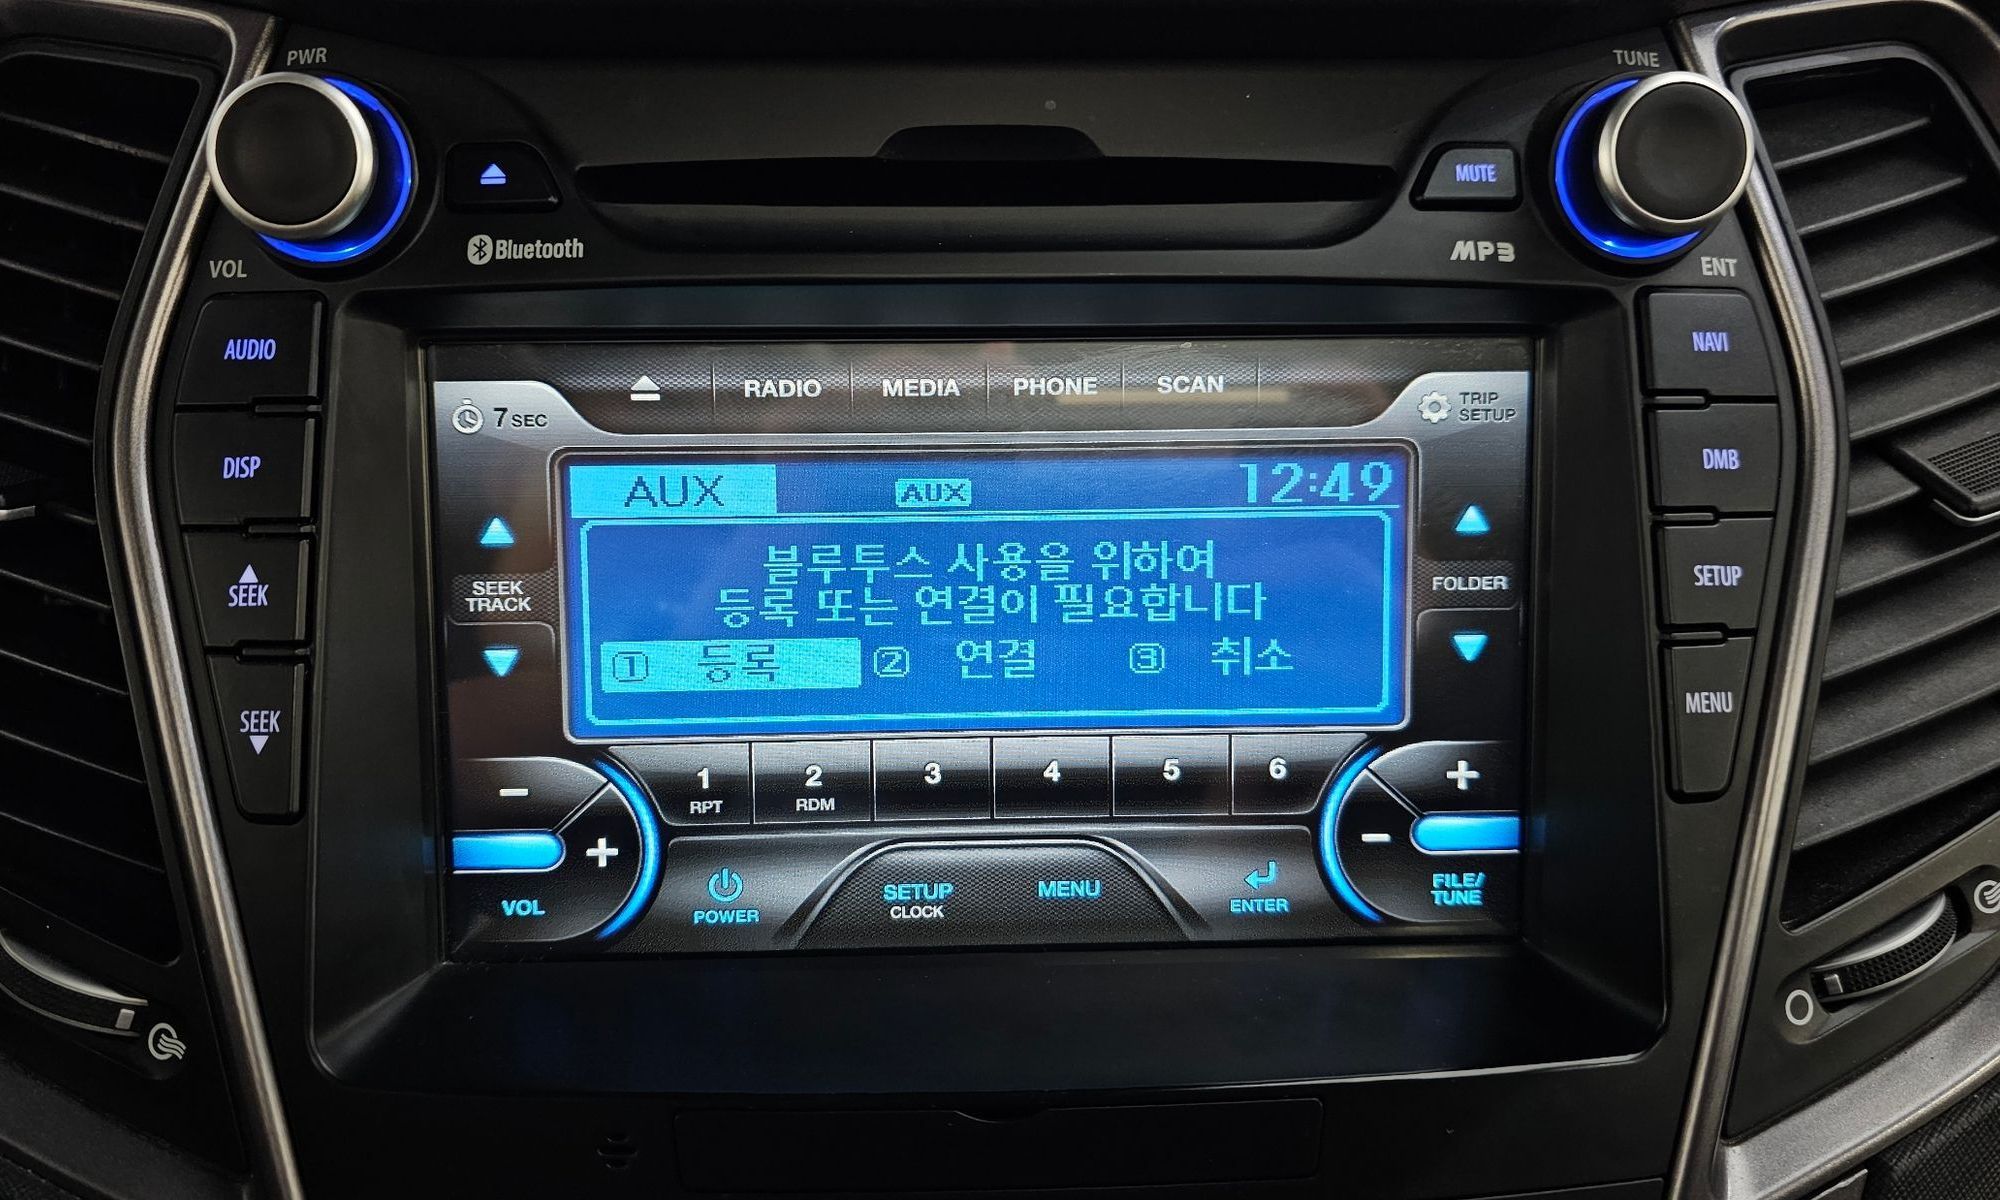 PWR
TUNE
MUTE
Bluetooth
MP3
VOL
ENT
AUDIO
NAVI
DISP
DMB
SEEK
SETUP
SEEK
MENU
RADIO MEDIA PHONE SCAN
7 SEC
TRIP
SETUP
AUX AUX 12:49
블루투스 사용을 위하여
등록 또는 연결이 필요합니다
① 등록 ② 연결 ③ 취소
SEEK
TRACK
FOLDER
1 2 3 4 5 6
RPT RDM
- +
+ -
VOL
POWER
SETUP
CLOCK
MENU
ENTER
FILE/
TUNE